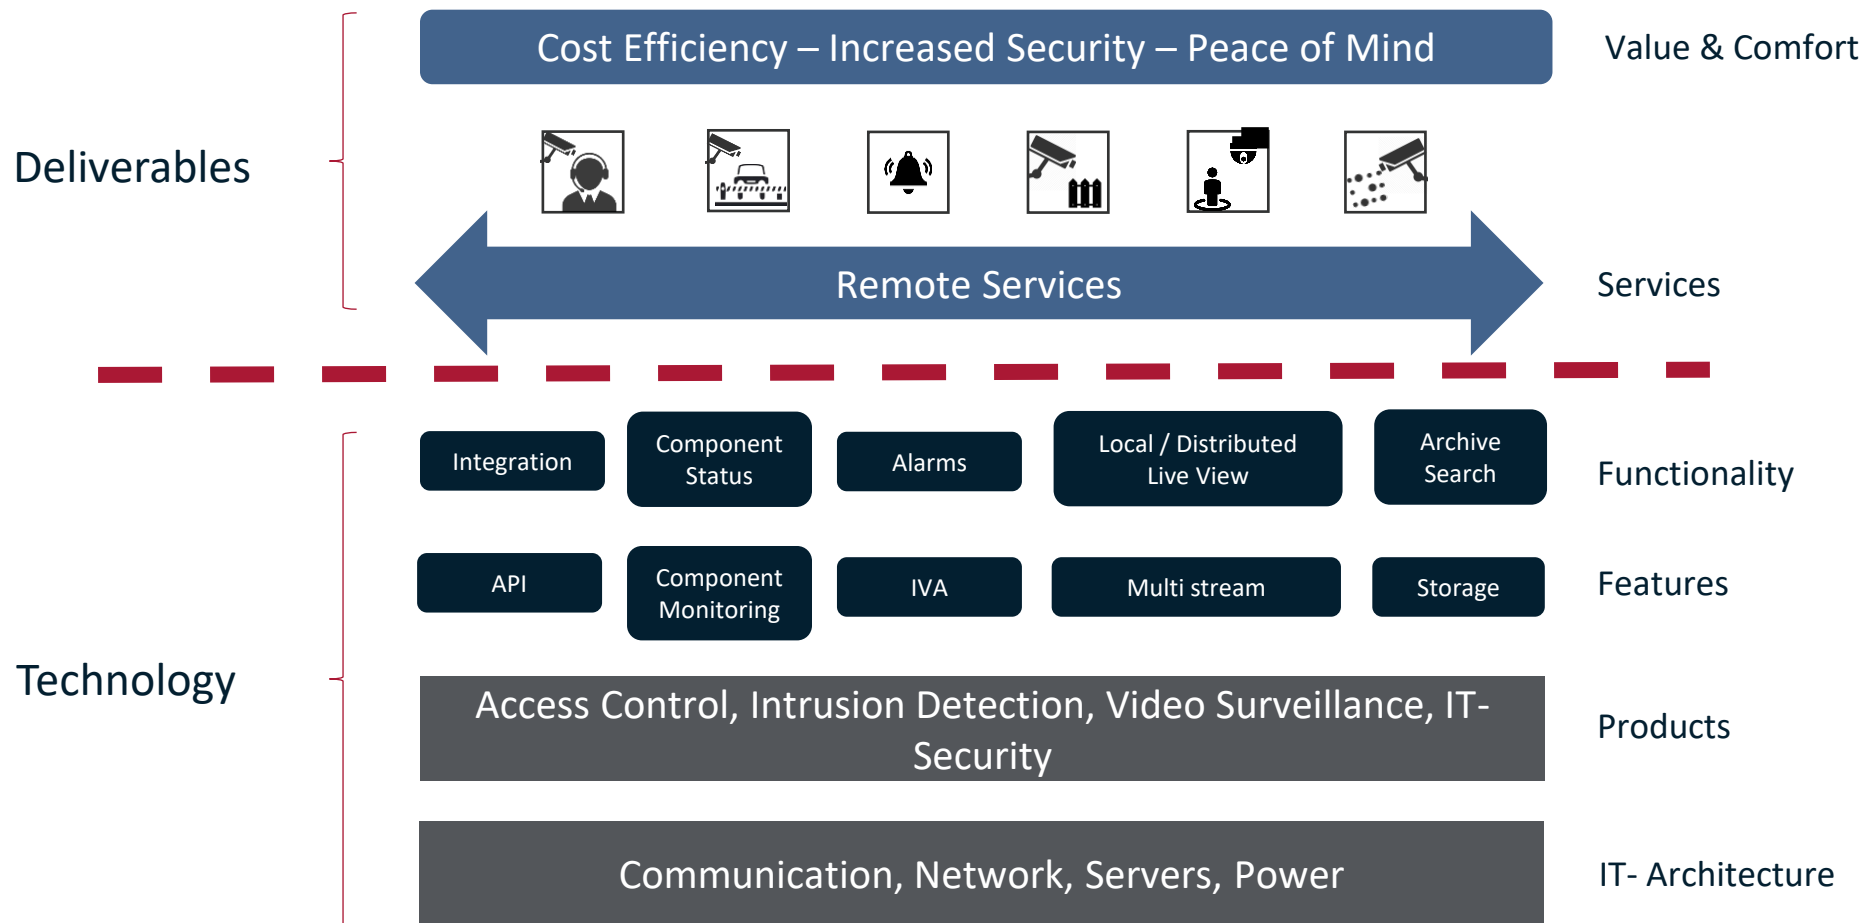 Cost Efficiency – Increased Security – Peace of Mind
Value & Comfort
Deliverables
Remote Services
Services
Integration
Component
Status
Alarms
Local / Distributed
Live View
Archive
Search
Functionality
API
Component
Monitoring
IVA
Multi stream
Storage
Features
Technology
Access Control, Intrusion Detection, Video Surveillance, IT-
Security
Products
Communication, Network, Servers, Power
IT- Architecture